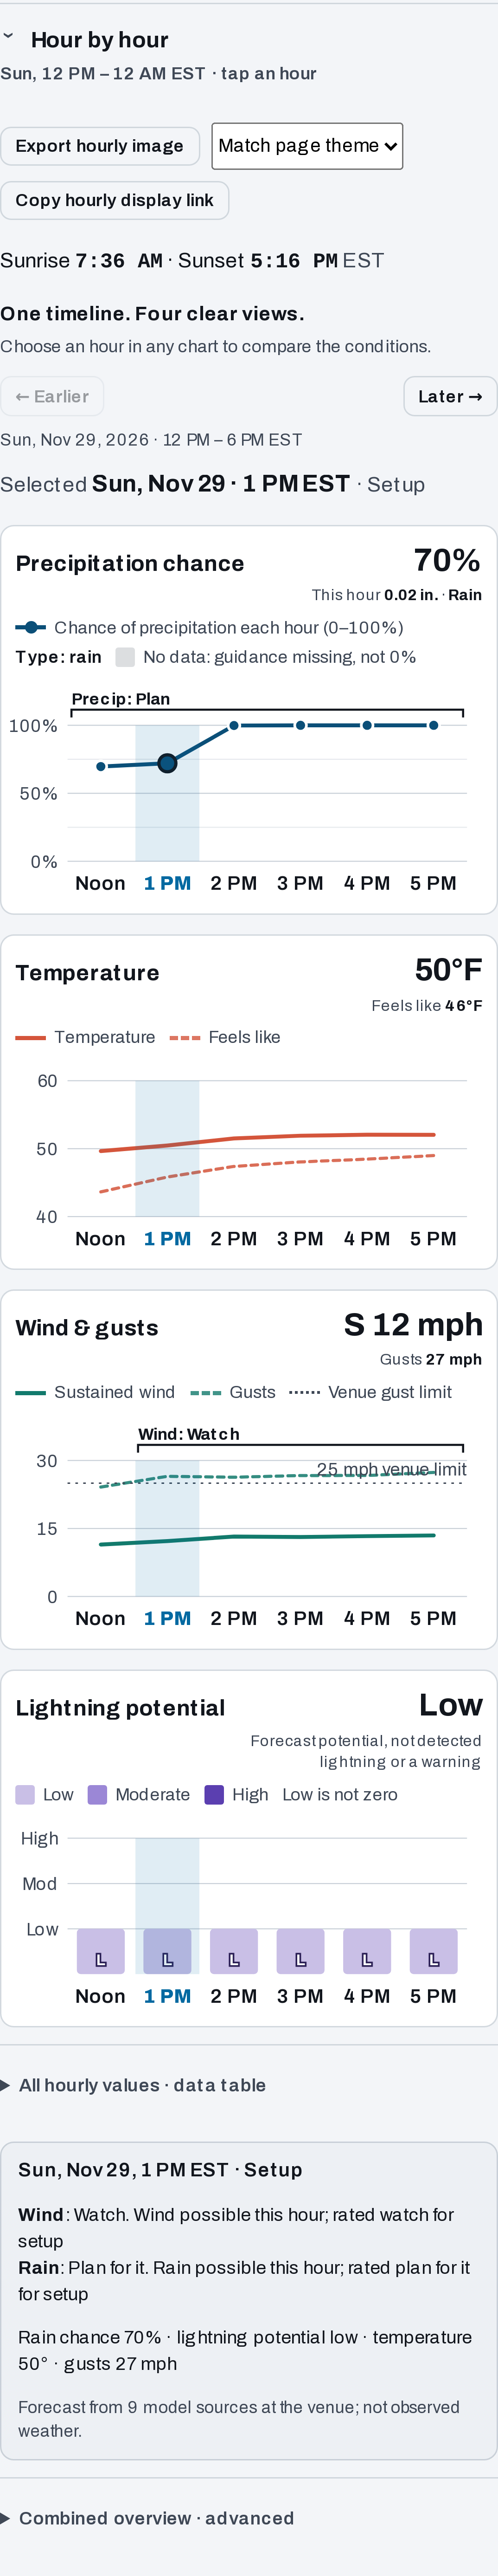 Hour by hour
Sun, 12 PM – 12 AM EST · tap an hour
Export hourly image
Match page theme
Copy hourly display link
Sunrise 7:36 AM · Sunset 5:16 PM EST
One timeline. Four clear views.
Choose an hour in any chart to compare the conditions.
← Earlier
Later →
Sun, Nov 29, 2026 · 12 PM – 6 PM EST
Selected Sun, Nov 29 · 1 PM EST · Setup
Precipitation chance
70%
This hour 0.02 in. · Rain
Chance of precipitation each hour (0–100%)
Type: rain
No data: guidance missing, not 0%
Precip: Plan
100%
50%
0%
Noon 1 PM 2 PM 3 PM 4 PM 5 PM
Temperature
50°F
Feels like 46°F
Temperature
Feels like
60
50
40
Noon 1 PM 2 PM 3 PM 4 PM 5 PM
Wind & gusts
S 12 mph
Gusts 27 mph
Sustained wind
Gusts
Venue gust limit
Wind: Watch
30
25 mph venue limit
15
0
Noon 1 PM 2 PM 3 PM 4 PM 5 PM
Lightning potential
Low
Forecast potential, not detected
lightning or a warning
Low
Moderate
High
Low is not zero
High
Mod
Low
L L L L L L
Noon 1 PM 2 PM 3 PM 4 PM 5 PM
All hourly values · data table
Sun, Nov 29, 1 PM EST · Setup
Wind: Watch. Wind possible this hour; rated watch for
setup
Rain: Plan for it. Rain possible this hour; rated plan for it
for setup
Rain chance 70% · lightning potential low · temperature
50° · gusts 27 mph
Forecast from 9 model sources at the venue; not observed
weather.
Combined overview · advanced